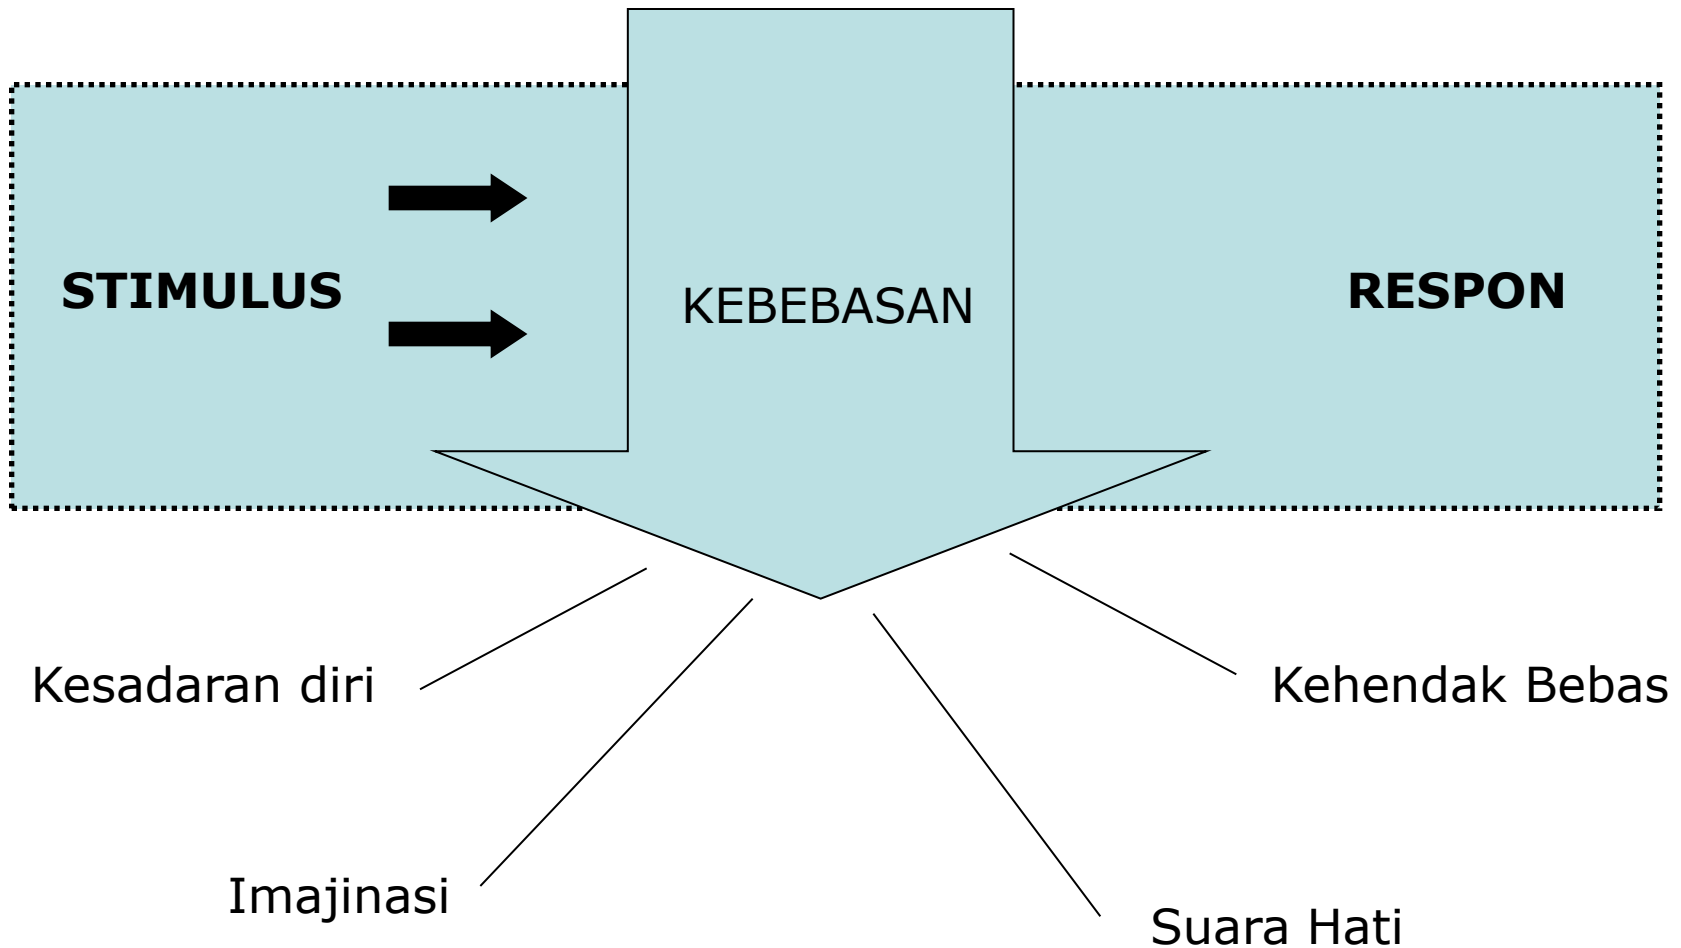 STIMULUS
KEBEBASAN
RESPON
Kesadaran diri
Kehendak Bebas
Imajinasi
Suara Hati